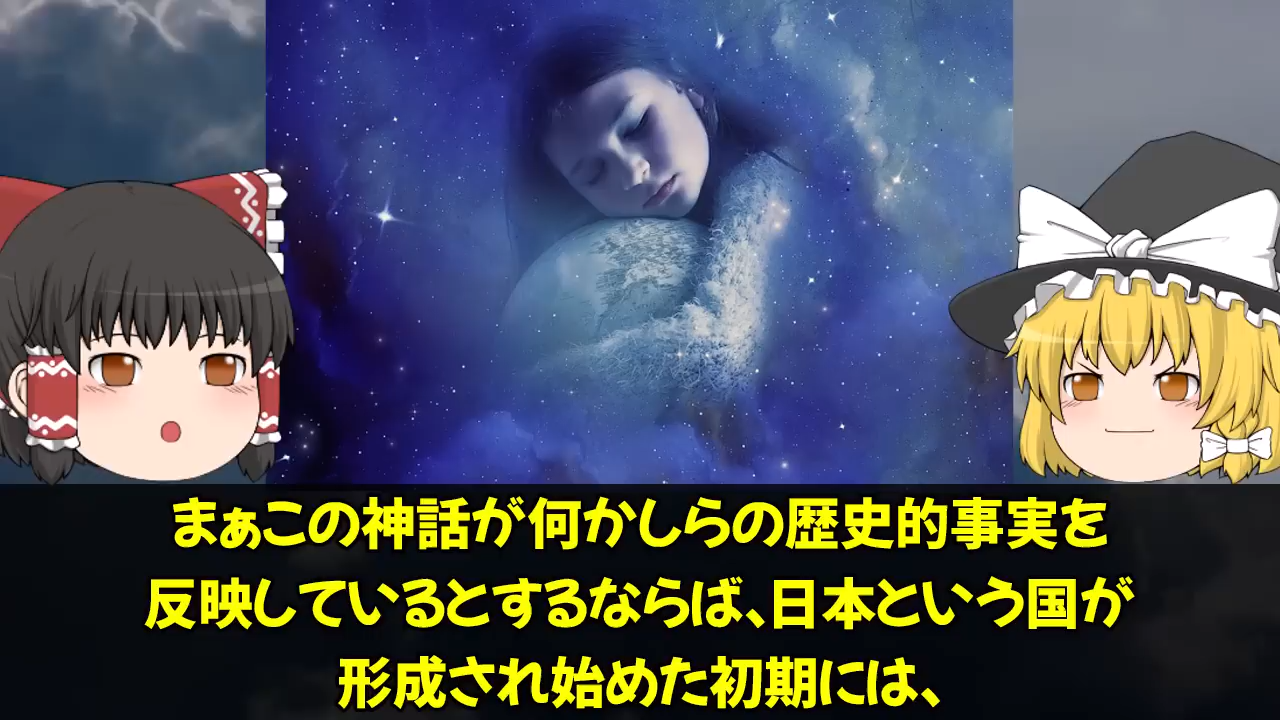 まぁこの神話が何かしらの歴史的事実を
反映しているとするならば、日本という国が
形成され始めた初期には、